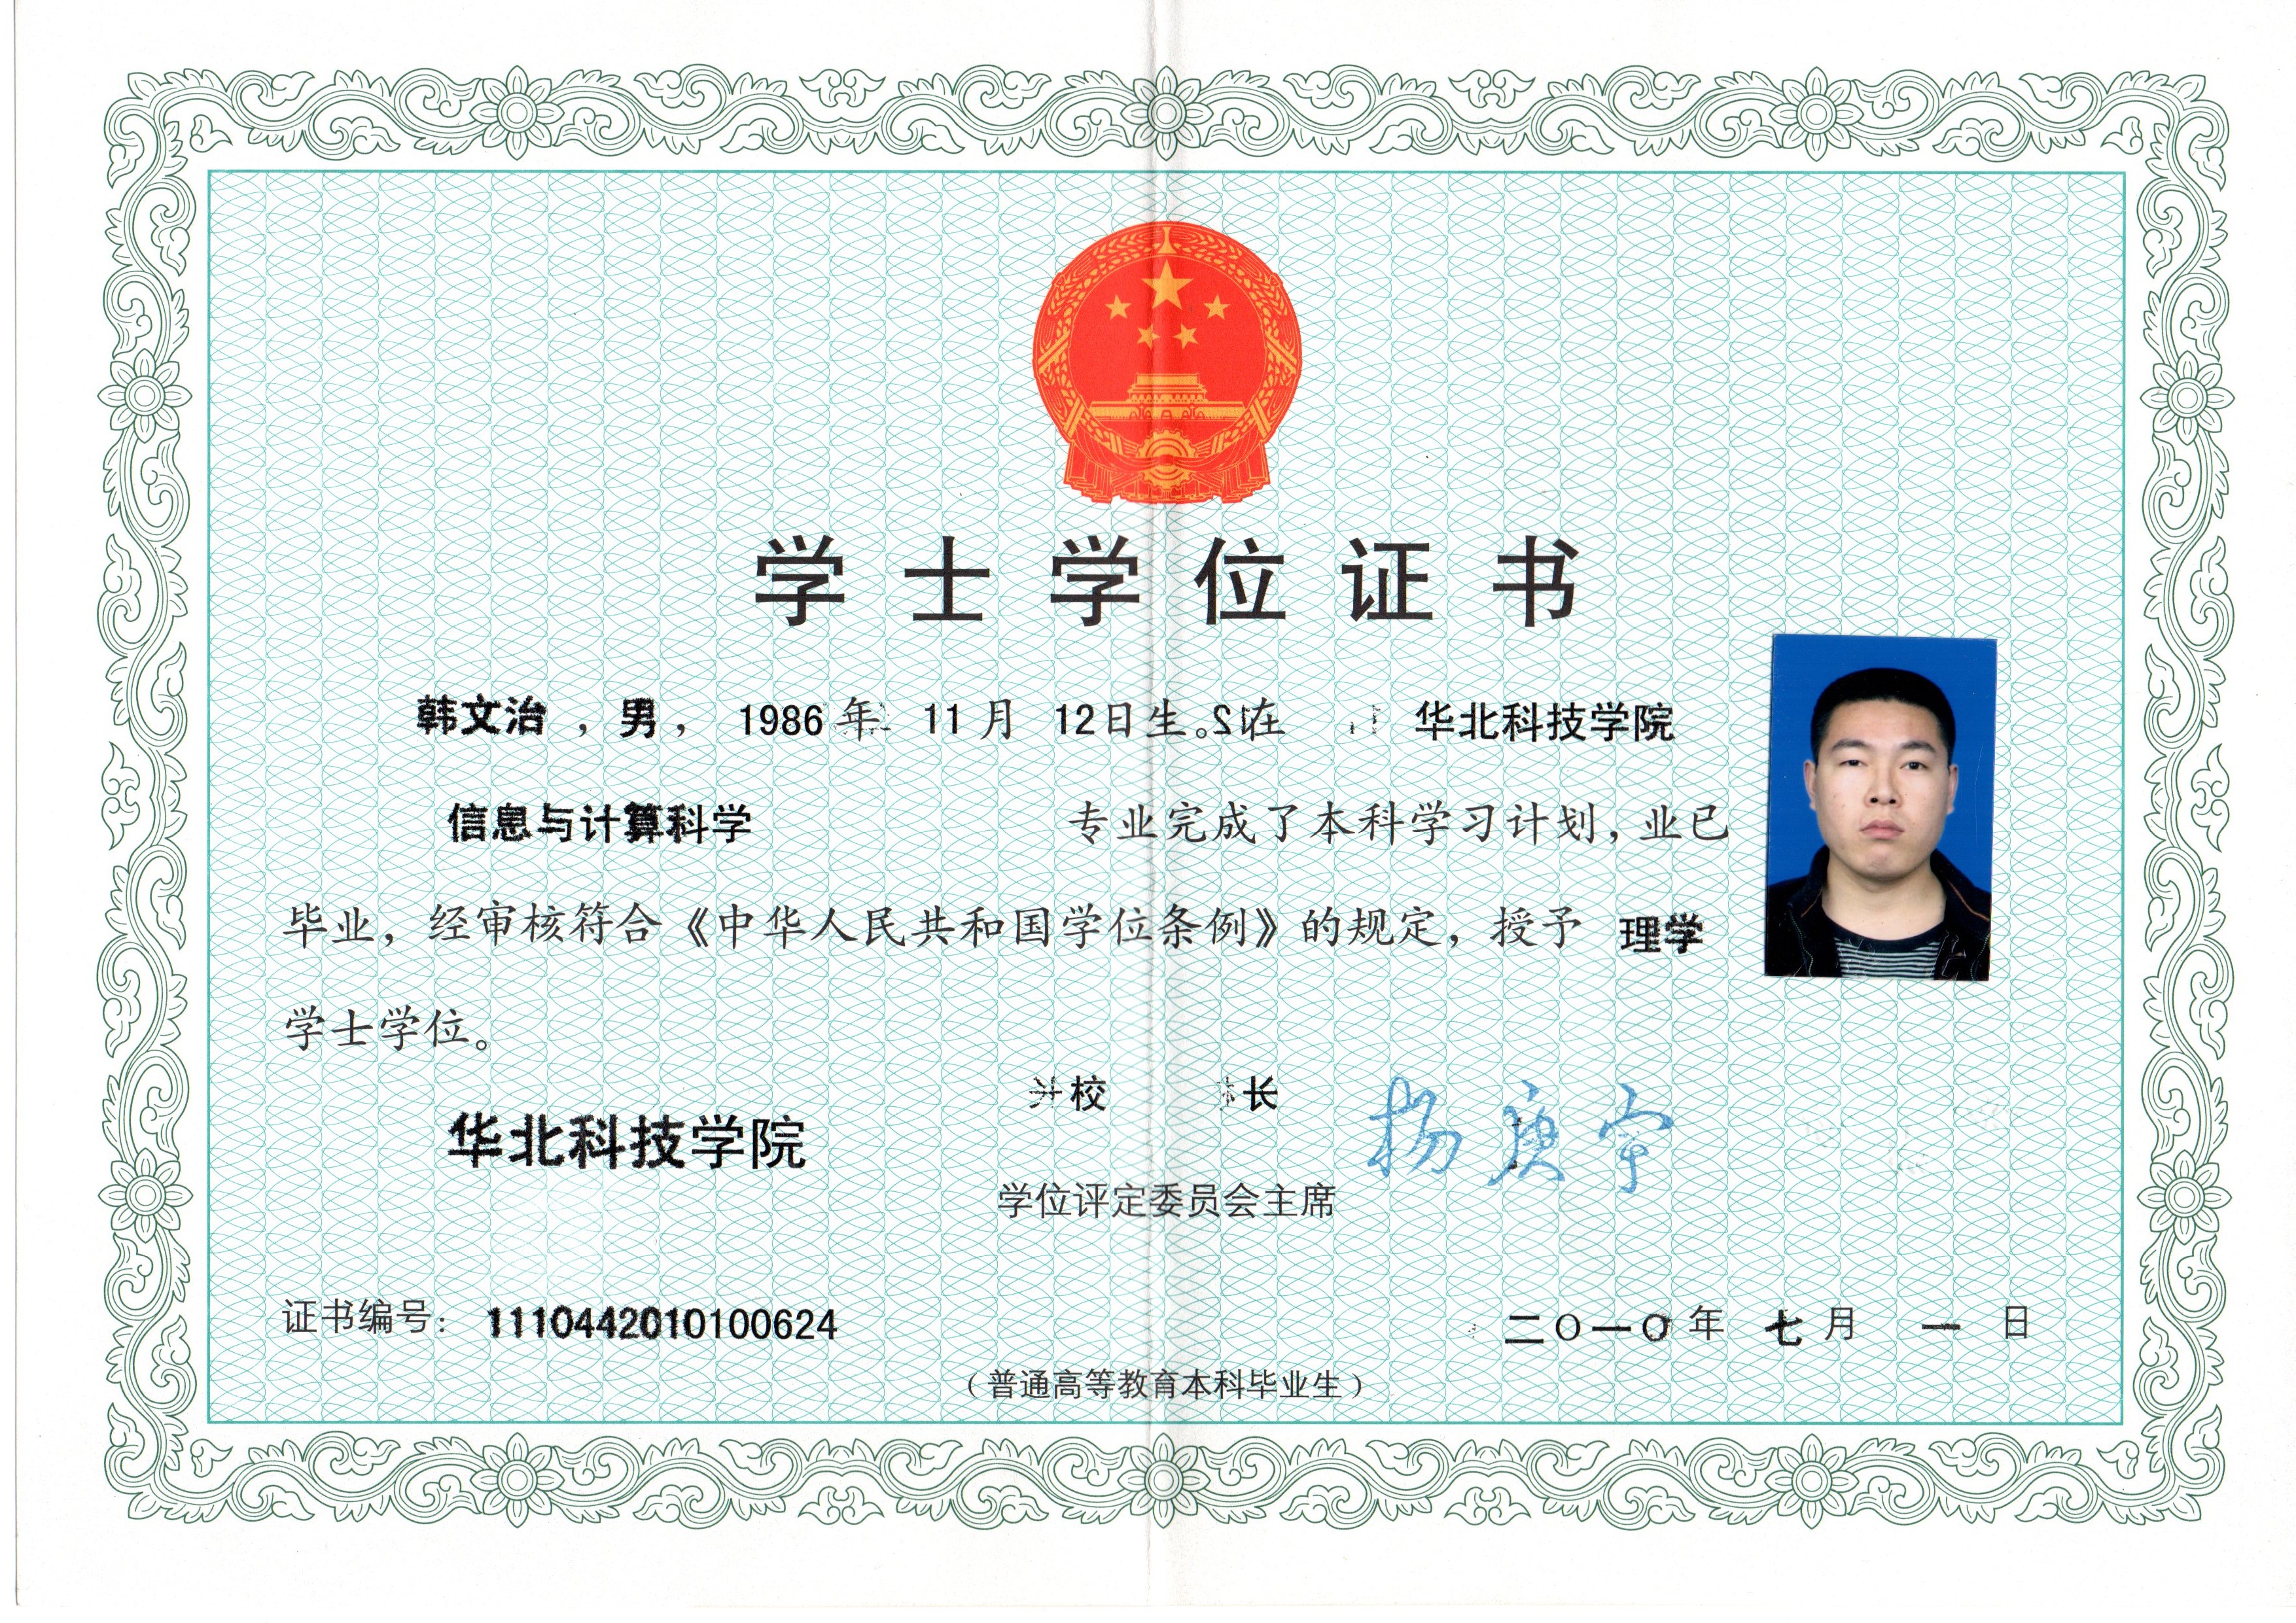 学士学位证书
韩文治，男，1986年11月12日生。在华北科技学院
信息与计算科学专业完成了本科学习计划，业已
毕业，经审核符合《中华人民共和国学位条例》的规定，授予理学
学士学位。
校长 杨庚宇
华北科技学院
学位评定委员会主席
证书编号：1110442010100624
二〇一〇年七月一日
（普通高等教育本科毕业生）